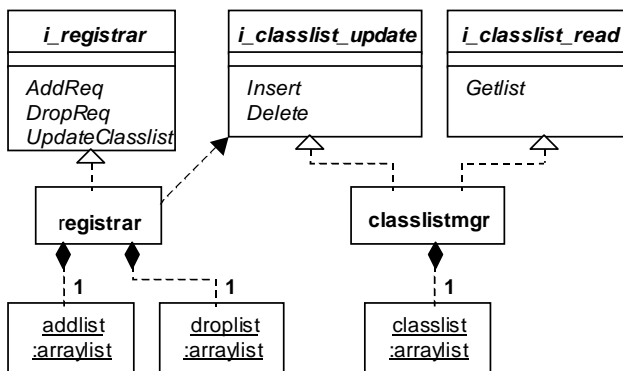 i_registrar
AddReq
DropReq
UpdateClasslist
i_classlist_update
Insert
Delete
i_classlist_read
Getlist
registrar
classlistmgr
1
1
1
addlist
:arraylist
droplist
:arraylist
classlist
:arraylist